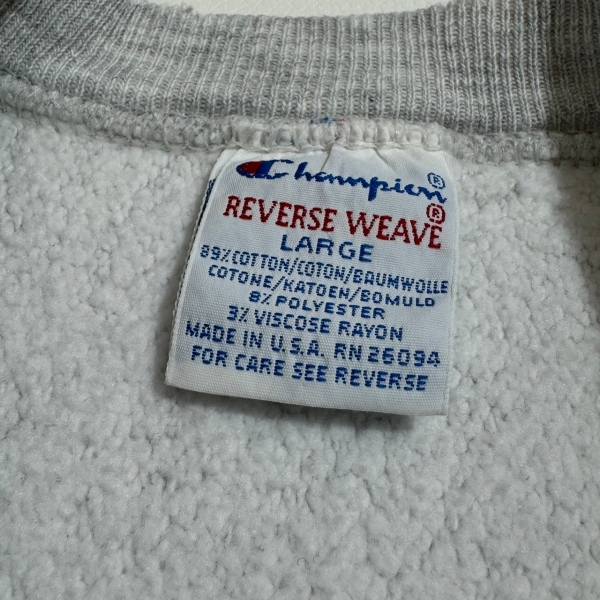 Champion®
REVERSE WEAVE®
LARGE
89% COTTON/COTON/BAUMWOLLE
COTONE/KATOEN/BOMULD
8% POLYESTER
3% VISCOSE RAYON
MADE IN U.S.A. RN 26094
FOR CARE SEE REVERSE